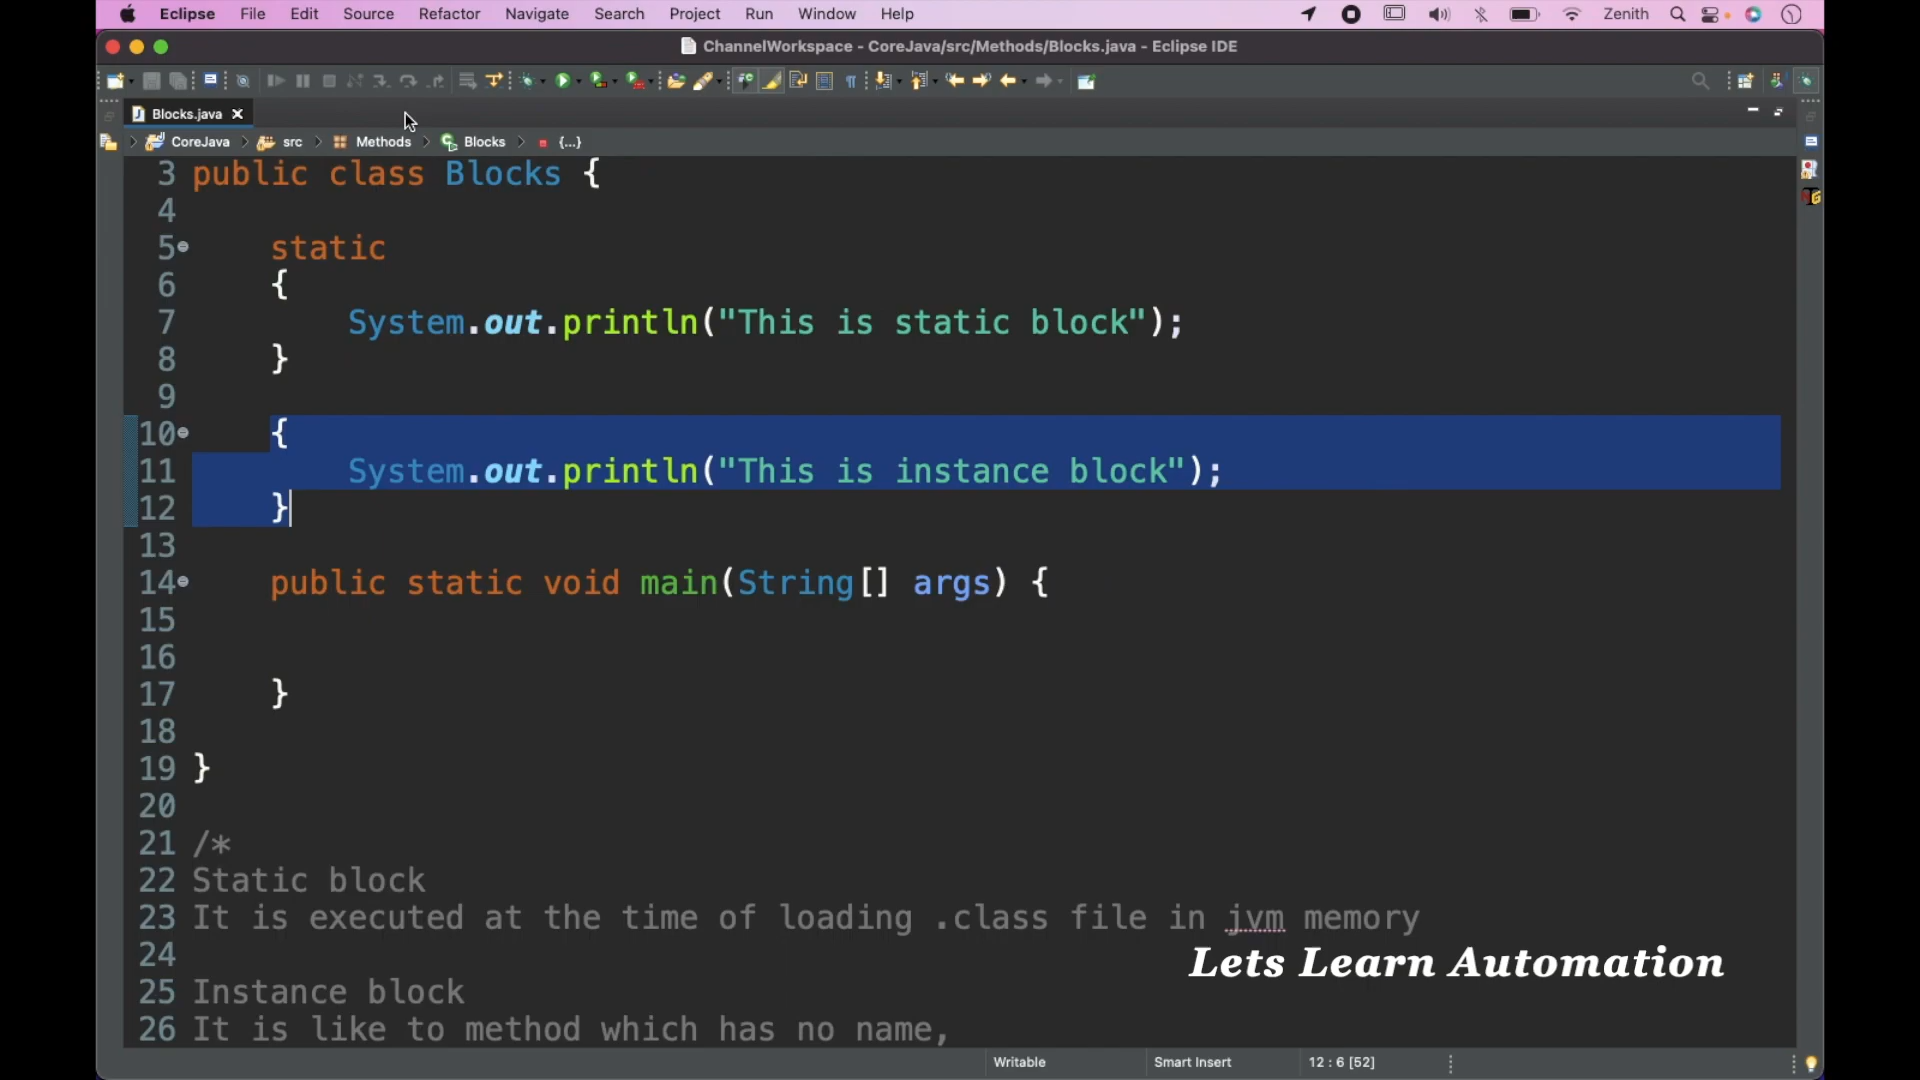 Eclipse File Edit Source Refactor Navigate Search Project Run Window Help Zenith
ChannelWorkspace - CoreJava/src/Methods/Blocks.java - Eclipse IDE
Blocks.java
CoreJava src Methods Blocks {...}
3 public class Blocks {
4
5 static
6 {
7 System.out.println("This is static block");
8 }
9
10 {
11 System.out.println("This is instance block");
12 }
13
14 public static void main(String[] args) {
15
16
17 }
18
19 }
20
21 /*
22 Static block
23 It is executed at the time of loading .class file in jvm memory
24
Lets Learn Automation
25 Instance block
26 It is like to method which has no name,
Writable Smart Insert 12 : 6 [52]